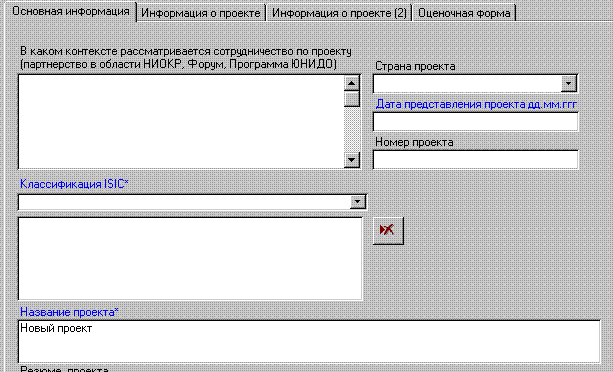 Основная информация
Информация о проекте
Информация о проекте (2)
Оценочная форма
В каком контексте рассматривается сотрудничество по проекту
(партнерство в области НИОКР, Форум, Программа ЮНИДО)
Страна проекта
Дата представления проекта дд.мм.ггг
Номер проекта
Классификация ISIC*
Название проекта*
Новый проект
Резюме проекта